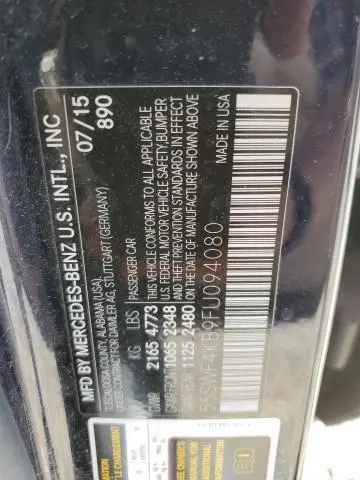 MFD BY MERCEDES-BENZ U.S. INTL., INC
TUSCALOOSA COUNTY, ALABAMA (USA)
CONTRACTED FOR DAIMLER AG, STUTTGART (GERMANY)
07/15
890
KG LBS PASSENGER CAR
GVWR 2165 4773
GAWR FRONT 1065 2348
GAWR REAR 1125 2480
THIS VEHICLE CONFORMS TO ALL APPLICABLE
U.S. FEDERAL MOTOR VEHICLE SAFETY, BUMPER
AND THEFT PREVENTION STANDARDS IN EFFECT
ON THE DATE OF MANUFACTURE SHOWN ABOVE.
55SWF4KB9FU094080
MADE IN USA